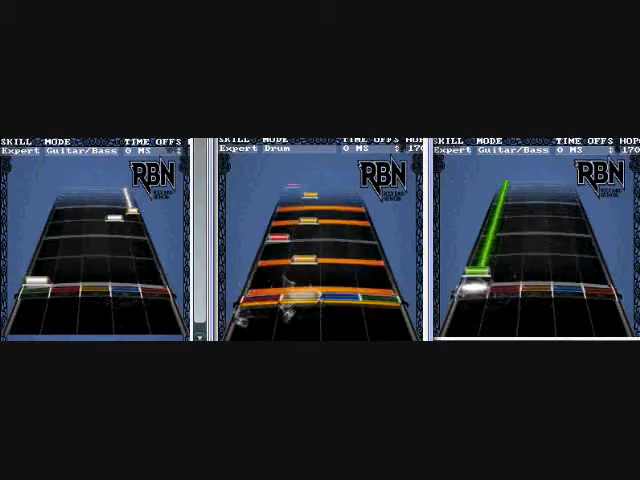 SKILL MODE TIME OFFS
Expert Guitar/Bass 0 MS
RBN
SKILL MODE TIME OFFS HOP
Expert Drum 0 MS 170
RBN
SKILL MODE TIME OFFS HOPO
Expert Guitar/Bass 0 MS 170
RBN